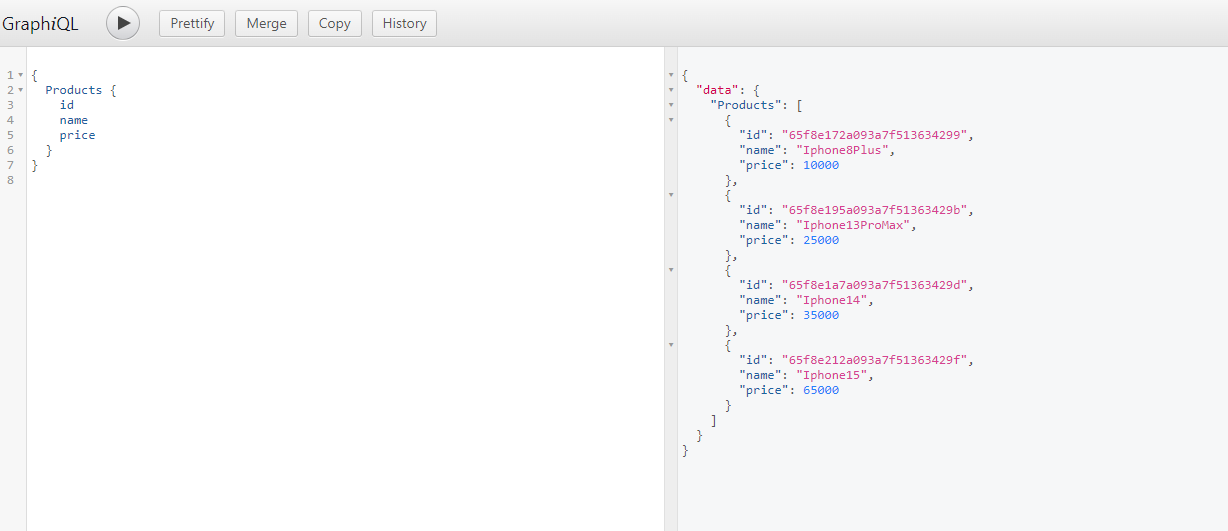 GraphiQL Prettify Merge Copy History
1 {
2 Products {
3 id
4 name
5 price
6 }
7 }
8
{
"data": {
"Products": [
{
"id": "65f8e172a093a7f513634299",
"name": "Iphone8Plus",
"price": 10000
},
{
"id": "65f8e195a093a7f51363429b",
"name": "Iphone13ProMax",
"price": 25000
},
{
"id": "65f8e1a7a093a7f51363429d",
"name": "Iphone14",
"price": 35000
},
{
"id": "65f8e212a093a7f51363429f",
"name": "Iphone15",
"price": 65000
}
]
}
}